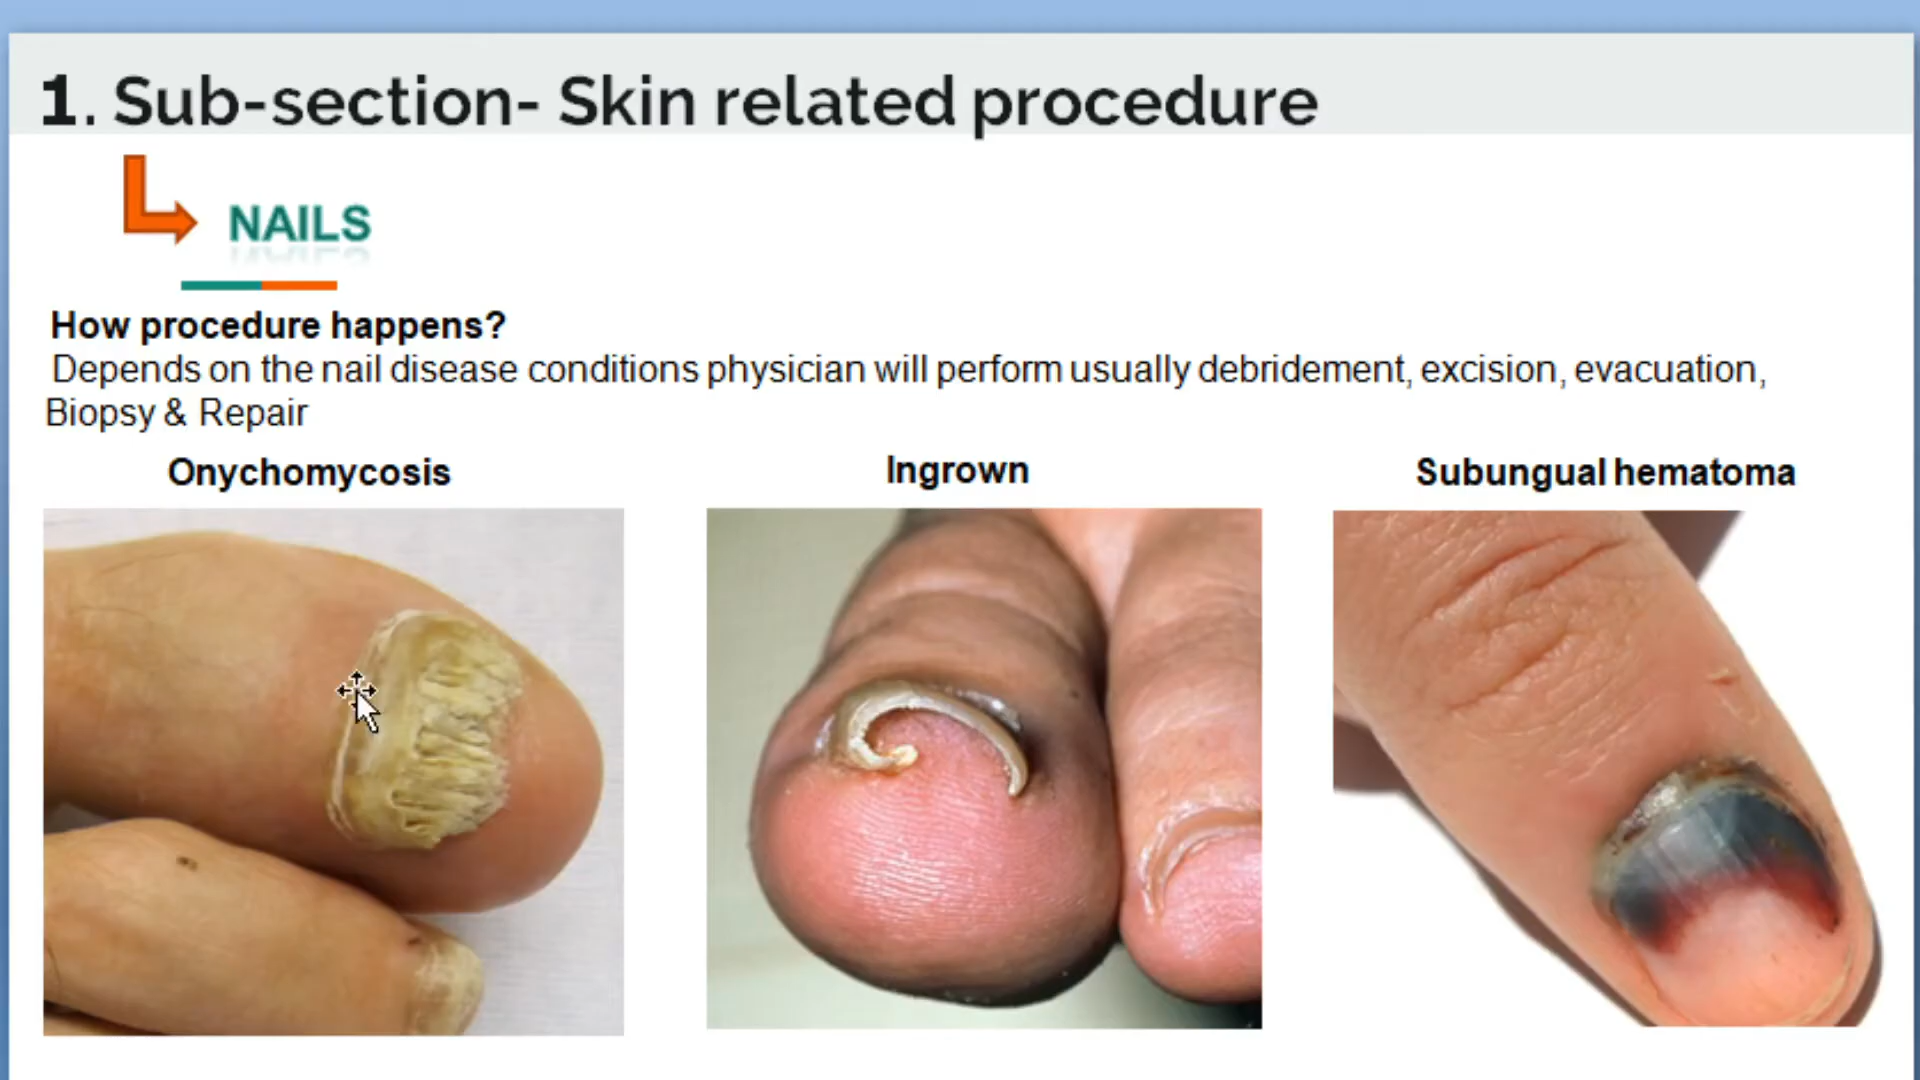 1. Sub-section- Skin related procedure
NAILS
How procedure happens?
Depends on the nail disease conditions physician will perform usually debridement, excision, evacuation,
Biopsy & Repair
Onychomycosis
Ingrown
Subungual hematoma